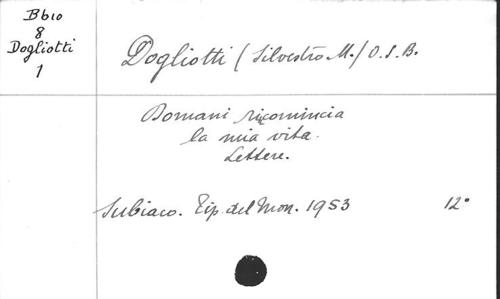 Bb10
8
Dogliotti
1
Dogliotti (Silvestro M.) O.S.B.
Domani ricomincia
la mia vita.
Lettere.
Subiaco. Tip. del Mon. 1953 12°